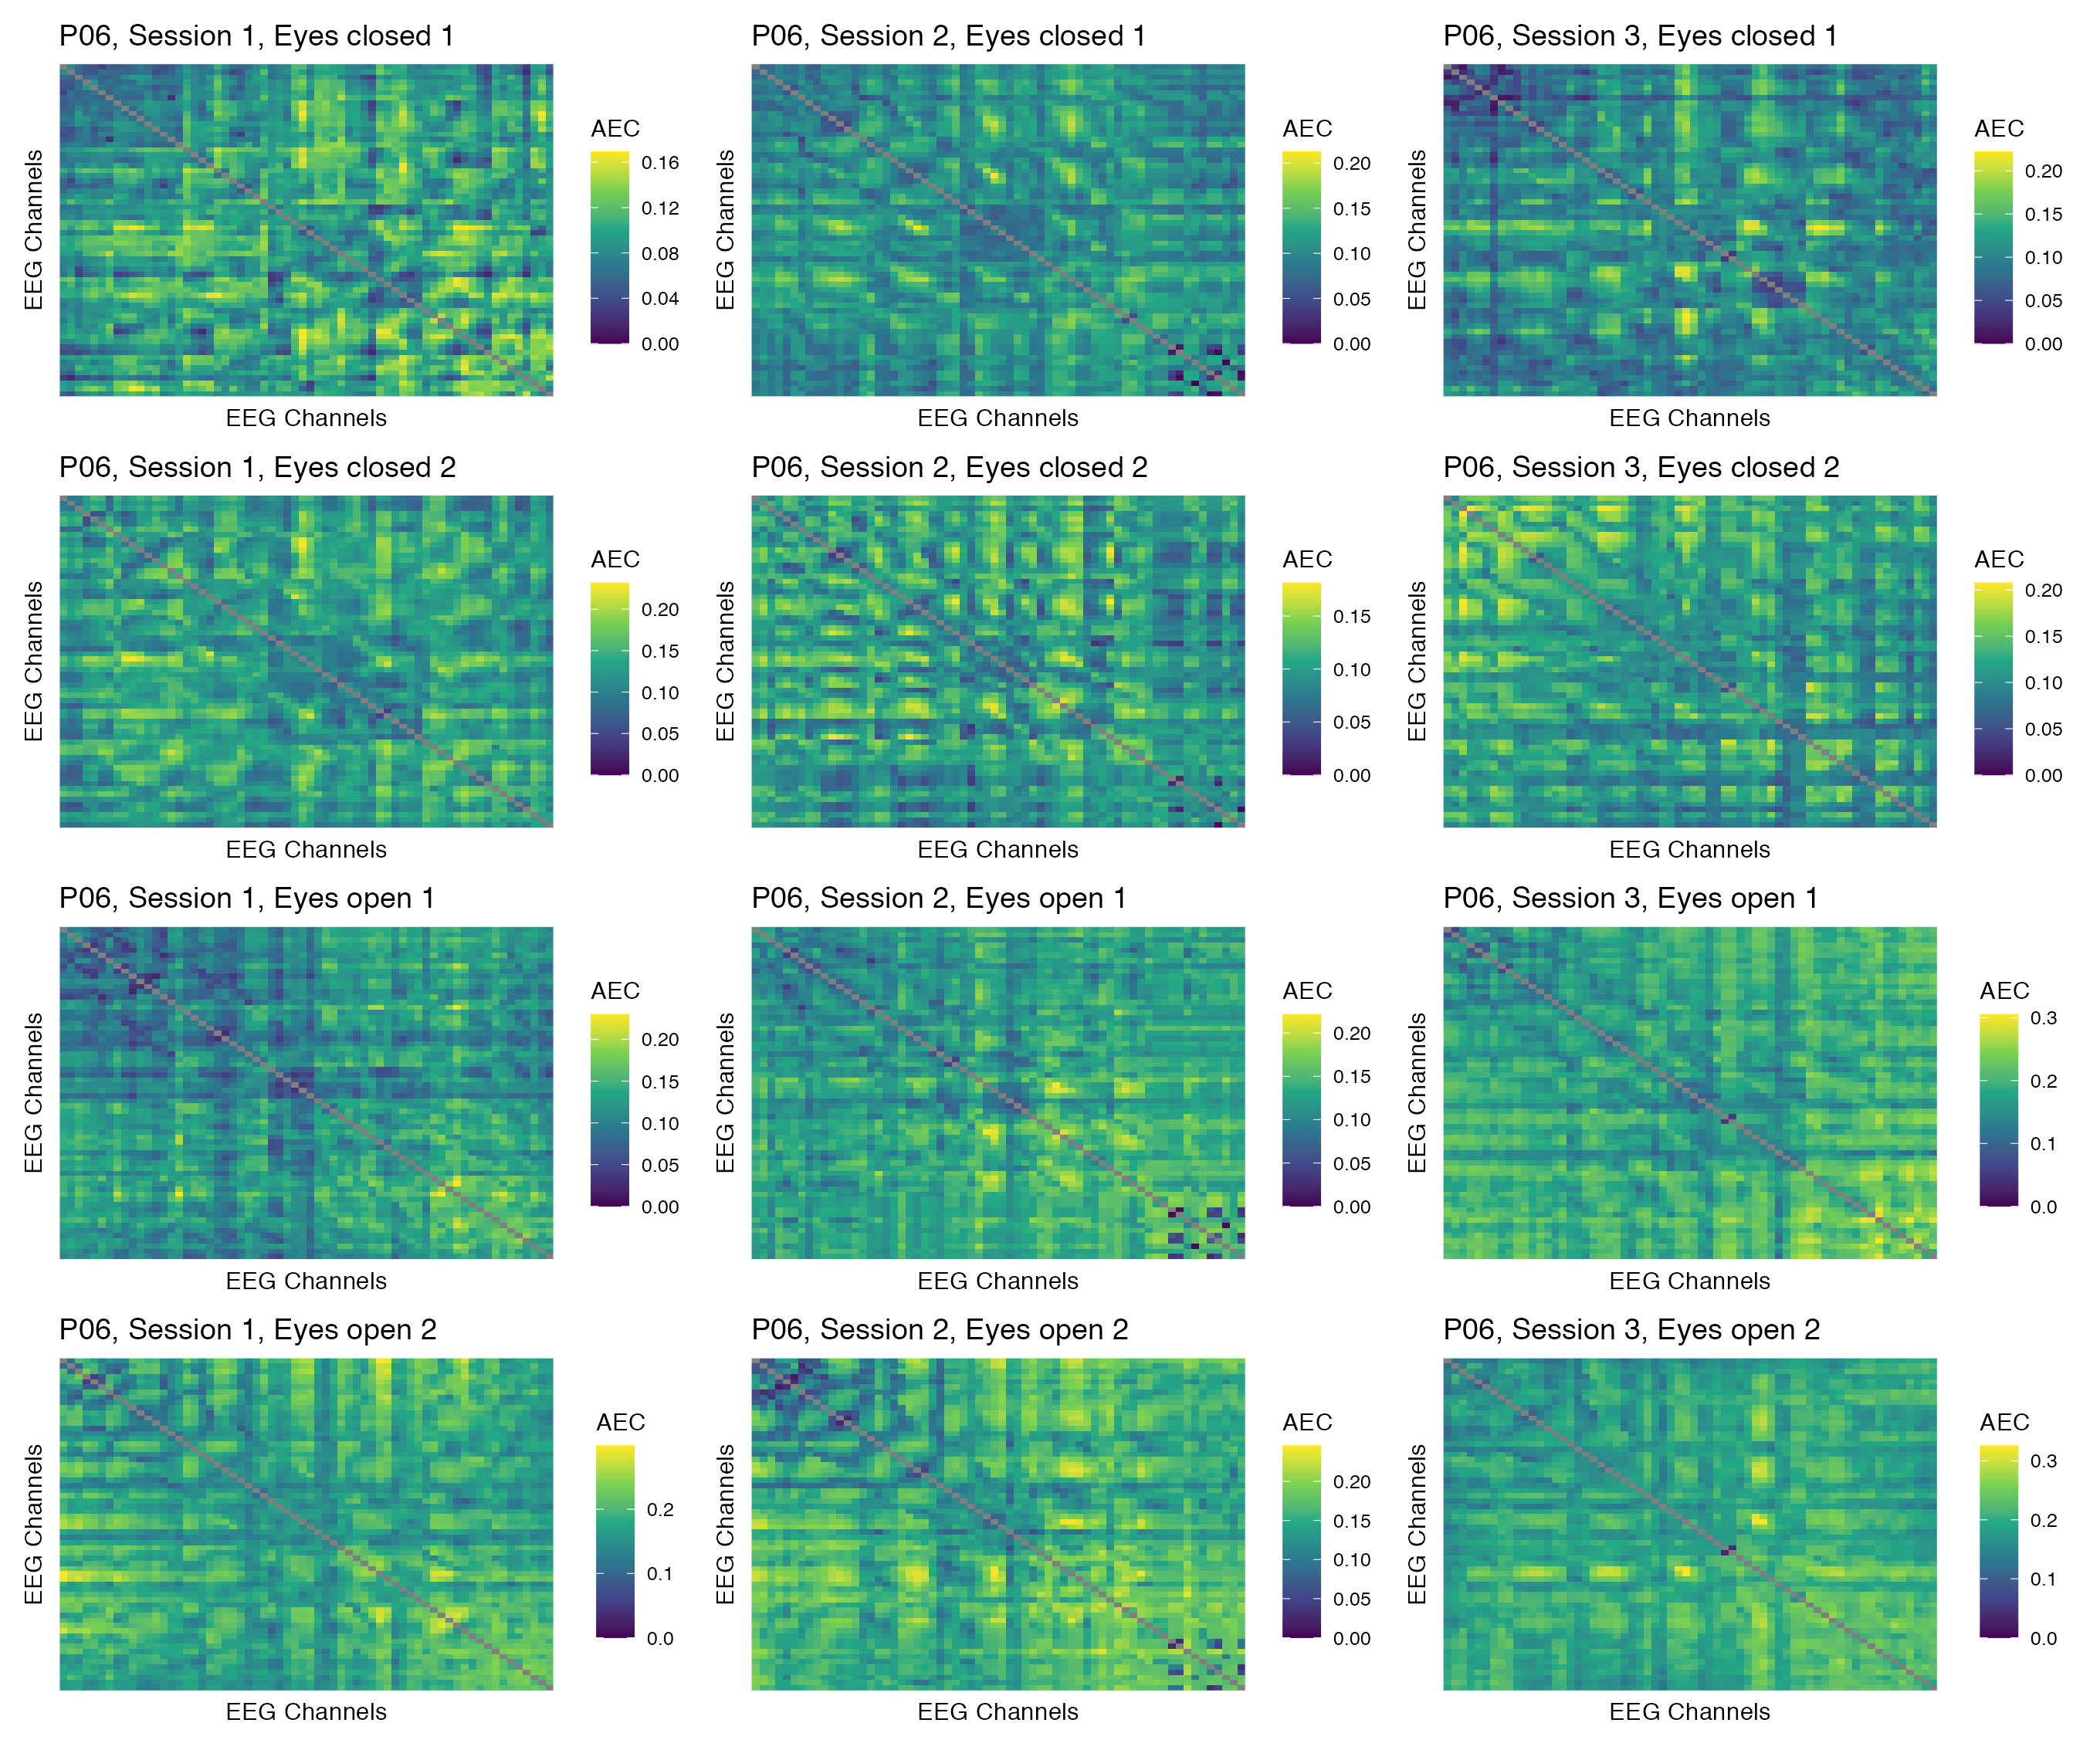 P06, Session 1, Eyes closed 1
EEG Channels
EEG Channels
AEC
0.16
0.12
0.08
0.04
0.00
P06, Session 2, Eyes closed 1
EEG Channels
EEG Channels
AEC
0.20
0.15
0.10
0.05
0.00
P06, Session 3, Eyes closed 1
EEG Channels
EEG Channels
AEC
0.20
0.15
0.10
0.05
0.00
P06, Session 1, Eyes closed 2
EEG Channels
EEG Channels
AEC
0.20
0.15
0.10
0.05
0.00
P06, Session 2, Eyes closed 2
EEG Channels
EEG Channels
AEC
0.15
0.10
0.05
0.00
P06, Session 3, Eyes closed 2
EEG Channels
EEG Channels
AEC
0.20
0.15
0.10
0.05
0.00
P06, Session 1, Eyes open 1
EEG Channels
EEG Channels
AEC
0.20
0.15
0.10
0.05
0.00
P06, Session 2, Eyes open 1
EEG Channels
EEG Channels
AEC
0.20
0.15
0.10
0.05
0.00
P06, Session 3, Eyes open 1
EEG Channels
EEG Channels
AEC
0.3
0.2
0.1
0.0
P06, Session 1, Eyes open 2
EEG Channels
EEG Channels
AEC
0.2
0.1
0.0
P06, Session 2, Eyes open 2
EEG Channels
EEG Channels
AEC
0.20
0.15
0.10
0.05
0.00
P06, Session 3, Eyes open 2
EEG Channels
EEG Channels
AEC
0.3
0.2
0.1
0.0